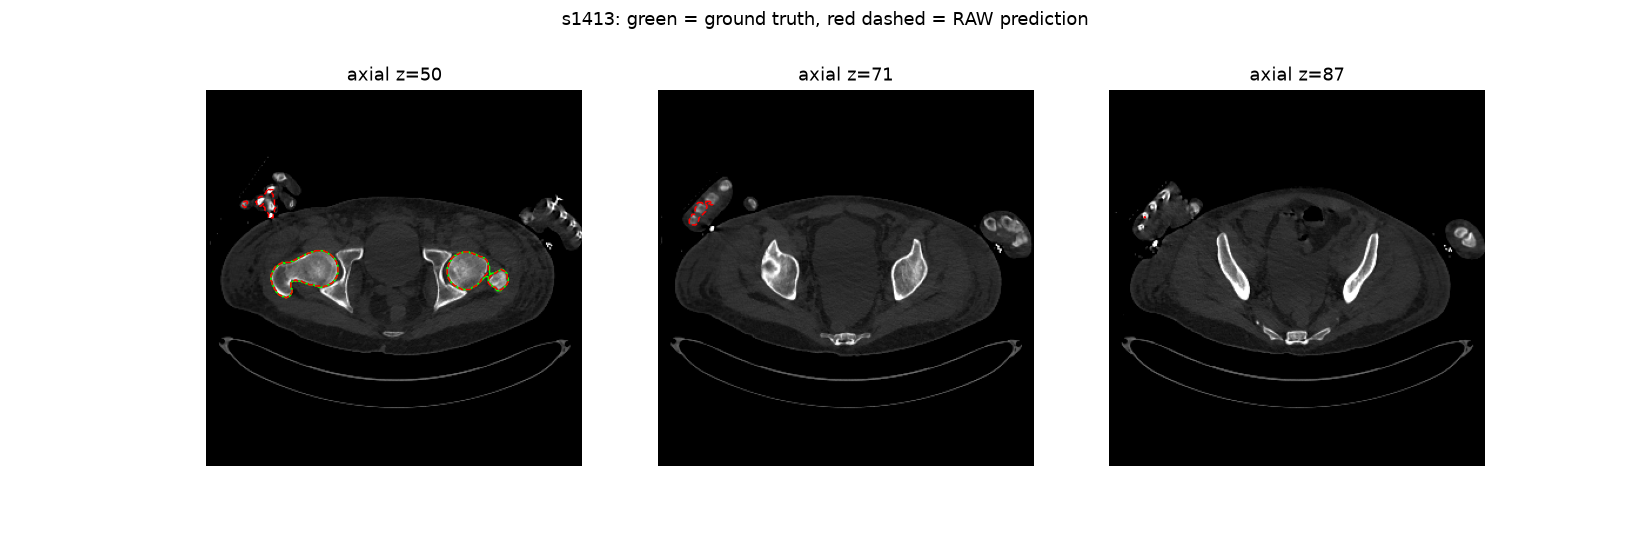 s1413: green = ground truth, red dashed = RAW prediction
axial z=50
axial z=71
axial z=87